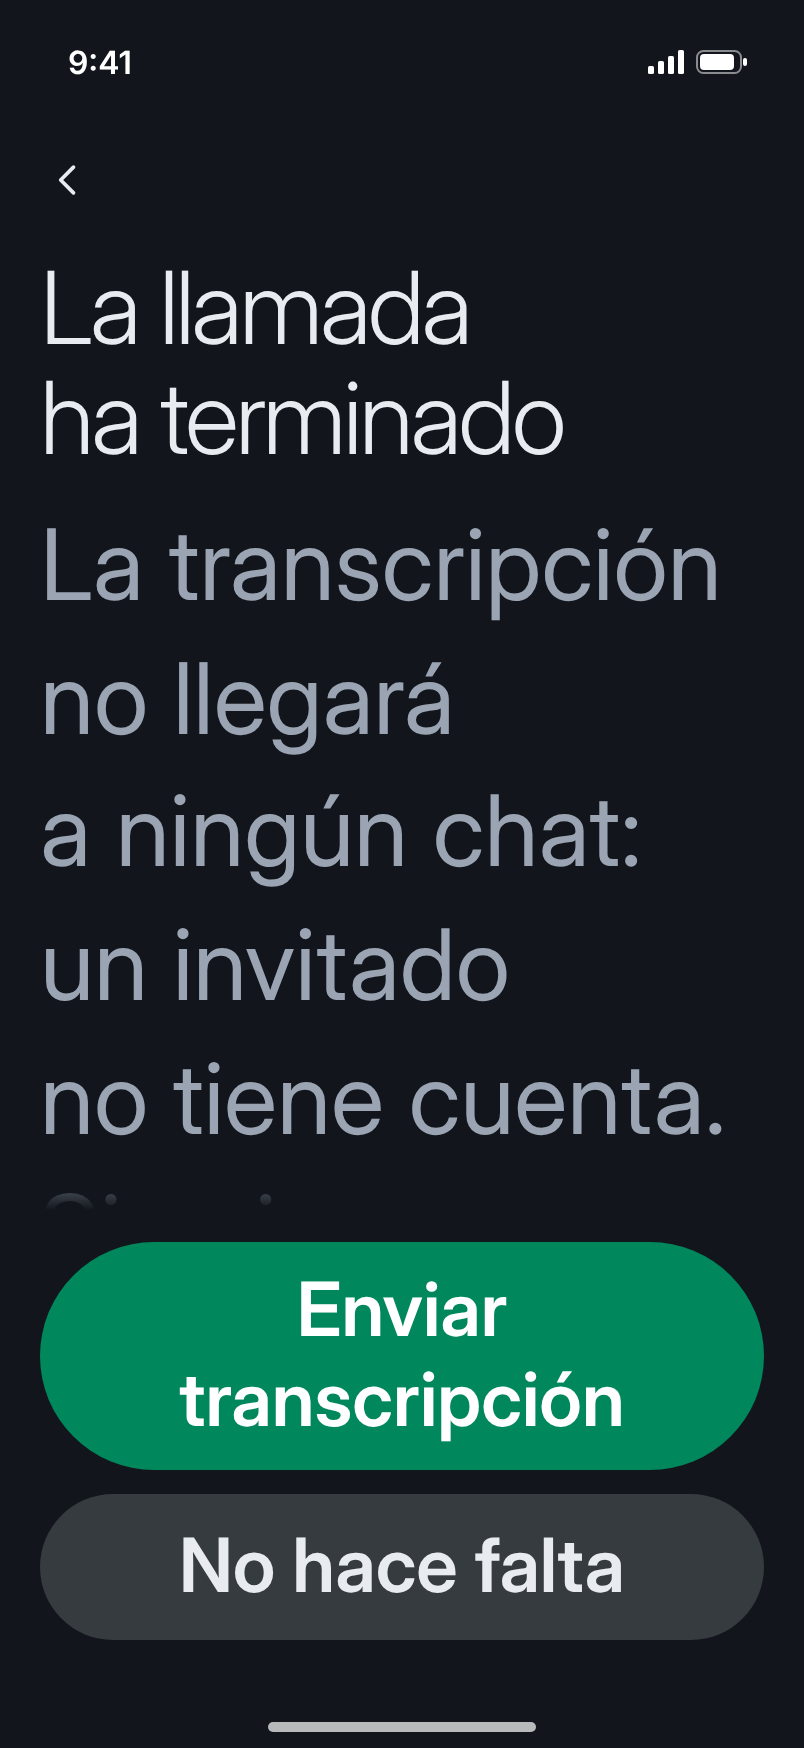 9:41
La llamada
ha terminado
La transcripción
no llegará
a ningún chat:
un invitado
no tiene cuenta.
Enviar
transcripción
No hace falta